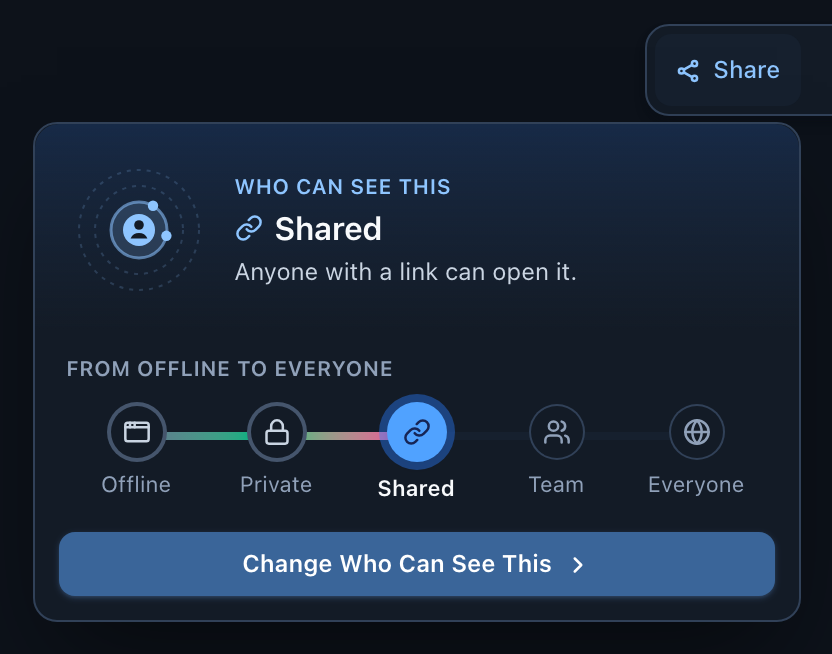 Share
WHO CAN SEE THIS
Shared
Anyone with a link can open it.
FROM OFFLINE TO EVERYONE
Offline Private Shared Team Everyone
Change Who Can See This